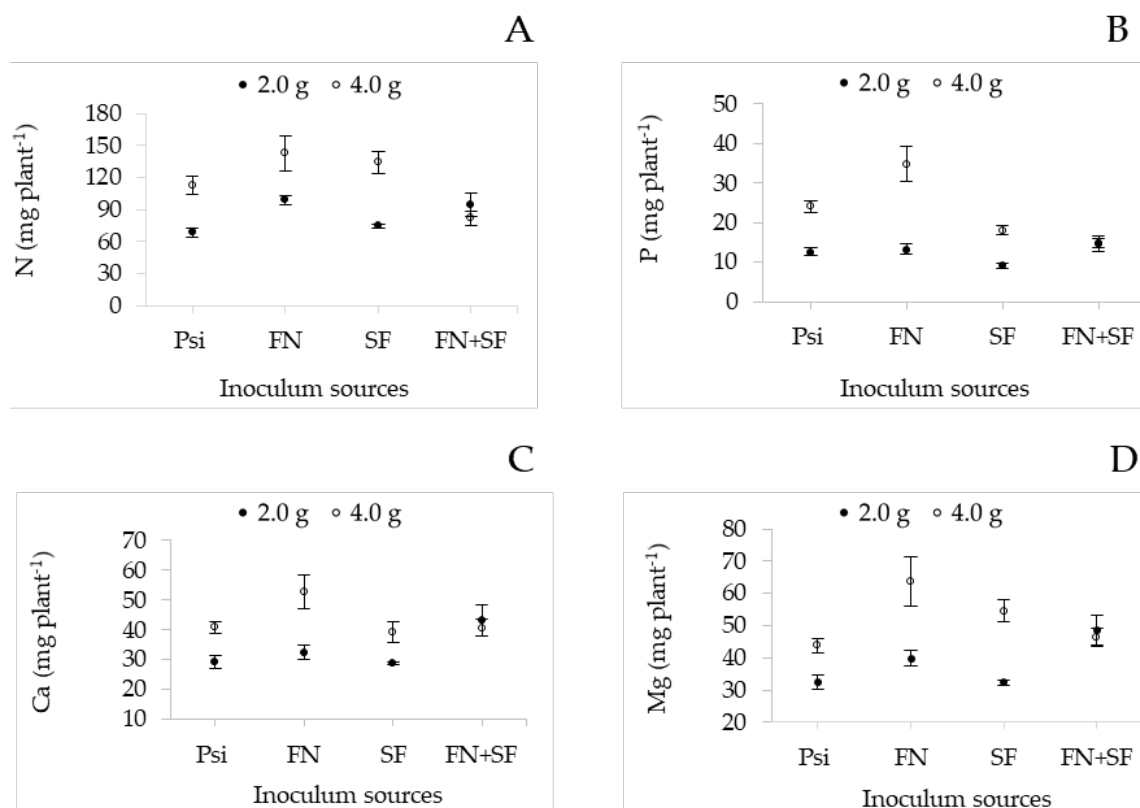 A
● 2.0 g ○ 4.0 g
N (mg plant⁻¹)
180
150
120
90
60
30
0
Psi FN SF FN+SF
Inoculum sources
B
● 2.0 g ○ 4.0 g
P (mg plant⁻¹)
50
40
30
20
10
0
Psi FN SF FN+SF
Inoculum sources
C
● 2.0 g ○ 4.0 g
Ca (mg plant⁻¹)
70
60
50
40
30
20
10
Psi FN SF FN+SF
Inoculum sources
D
● 2.0 g ○ 4.0 g
Mg (mg plant⁻¹)
80
70
60
50
40
30
20
Psi FN SF FN+SF
Inoculum sources